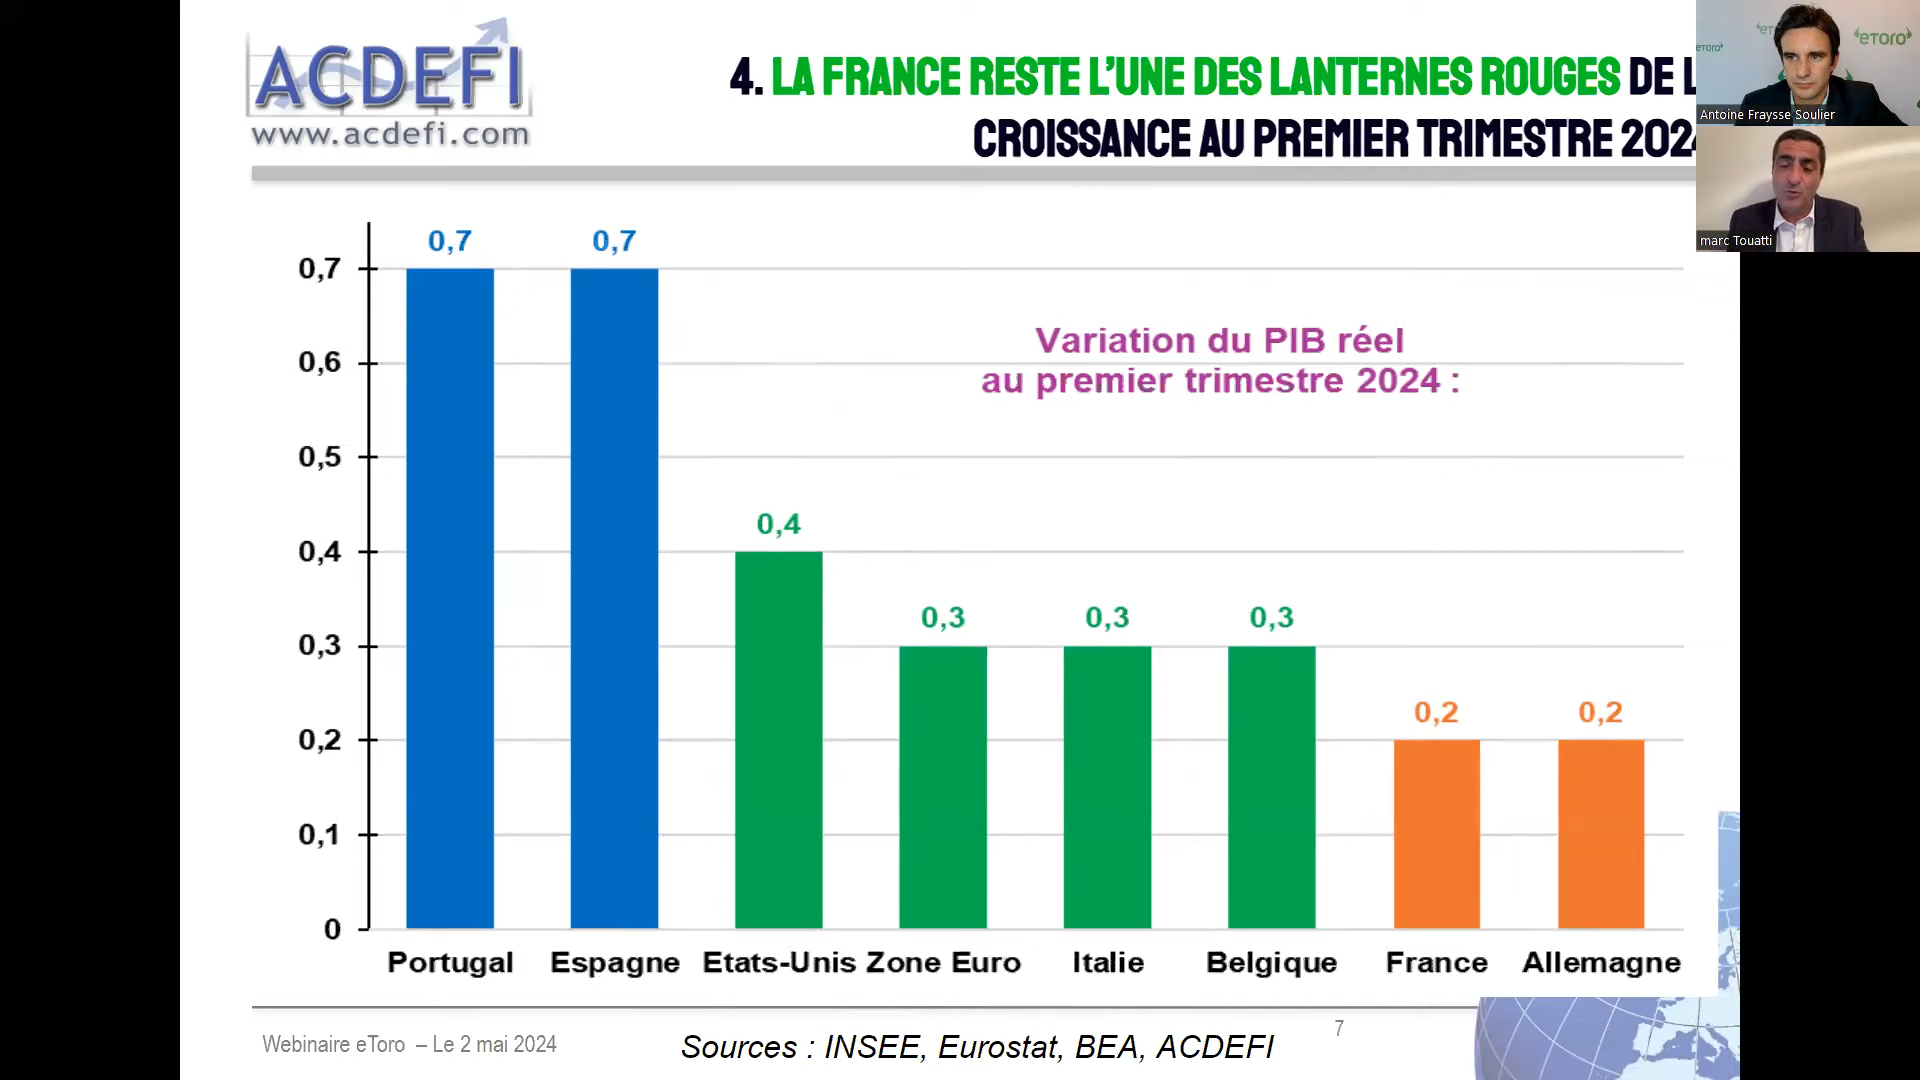 ACDEFI
www.acdefi.com
4. LA FRANCE RESTE L'UNE DES LANTERNES ROUGES DE
CROISSANCE AU PREMIER TRIMESTRE
eTORO
eTORO
Antoine Fraysse Soulier
marc Touatti
Variation du PIB réel
au premier trimestre 2024 :
0,7
0,6
0,5
0,4
0,3
0,2
0,1
0
0,7
0,7
0,4
0,3
0,3
0,3
0,2
0,2
Portugal Espagne Etats-Unis Zone Euro Italie Belgique France Allemagne
Webinaire eToro – Le 2 mai 2024
Sources : INSEE, Eurostat, BEA, ACDEFI
7